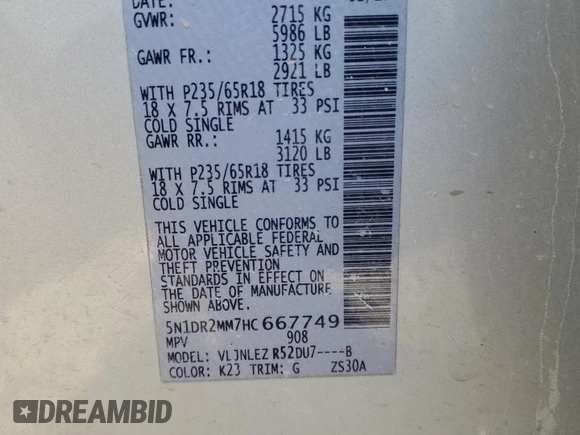 DATE:
GVWR: 2715 KG
5986 LB
GAWR FR.: 1325 KG
2921 LB
WITH P235/65R18 TIRES
18 X 7.5 RIMS AT 33 PSI
COLD SINGLE
GAWR RR.: 1415 KG
3120 LB
WITH P235/65R18 TIRES
18 X 7.5 RIMS AT 33 PSI
COLD SINGLE
THIS VEHICLE CONFORMS TO
ALL APPLICABLE FEDERAL
MOTOR VEHICLE SAFETY AND
THEFT PREVENTION
STANDARDS IN EFFECT ON
THE DATE OF MANUFACTURE
SHOWN ABOVE.
5N1DR2MM7HC667749
MPV 908
MODEL: VLJNLEZ R52DU7----B
COLOR: K23 TRIM: G ZS30A
DREAMBID